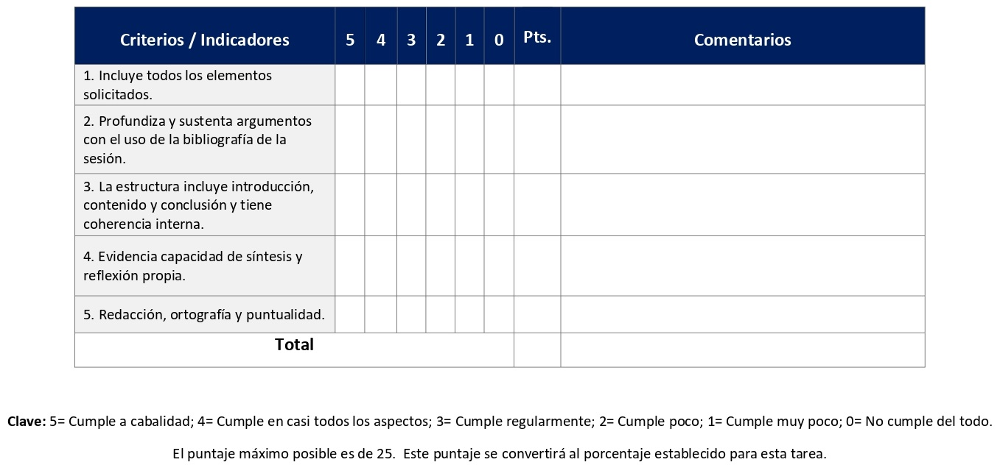 Criterios / Indicadores 5 4 3 2 1 0 Pts. Comentarios
1. Incluye todos los elementos
solicitados.
2. Profundiza y sustenta argumentos
con el uso de la bibliografía de la
sesión.
3. La estructura incluye introducción,
contenido y conclusión y tiene
coherencia interna.
4. Evidencia capacidad de síntesis y
reflexión propia.
5. Redacción, ortografía y puntualidad.
Total
Clave: 5= Cumple a cabalidad; 4= Cumple en casi todos los aspectos; 3= Cumple regularmente; 2= Cumple poco; 1= Cumple muy poco; 0= No cumple del todo.
El puntaje máximo posible es de 25. Este puntaje se convertirá al porcentaje establecido para esta tarea.